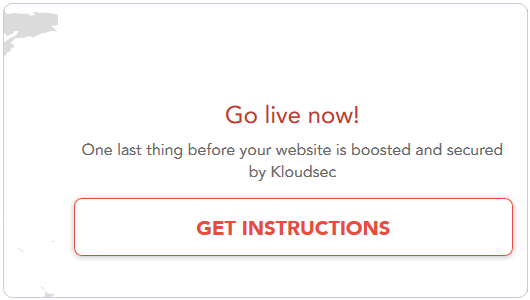 Go live now!
One last thing before your website is boosted and secured
by Kloudsec
GET INSTRUCTIONS